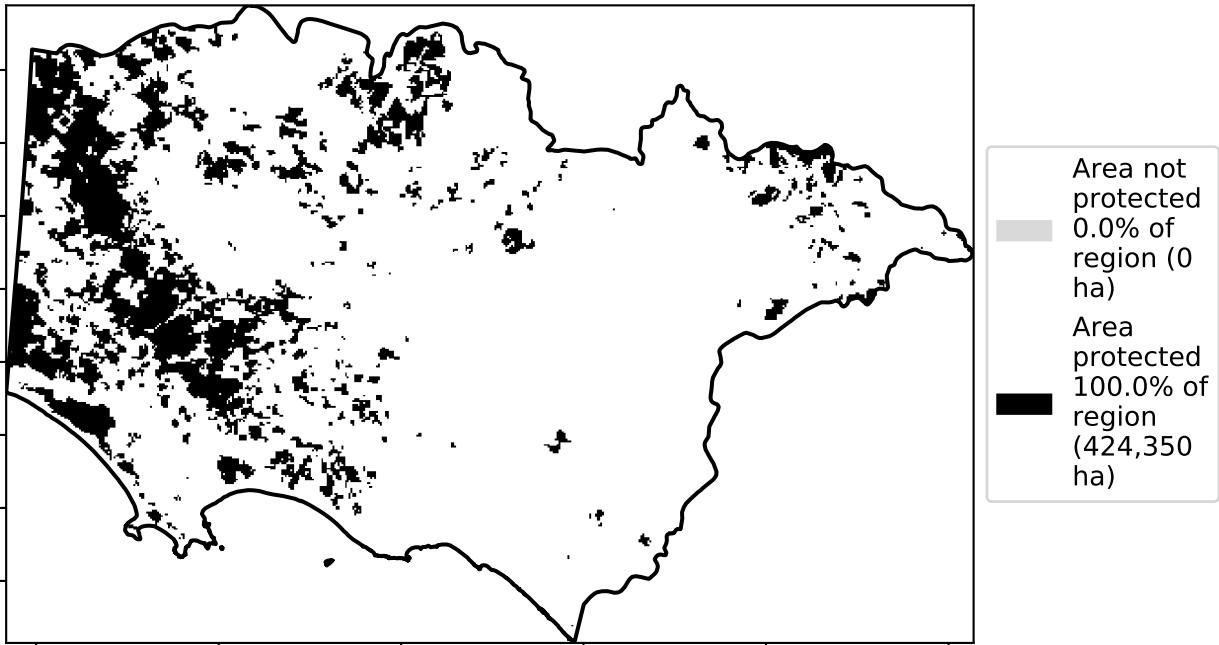 Area not
protected
0.0% of
region (0
ha)
Area
protected
100.0% of
region
(424,350
ha)